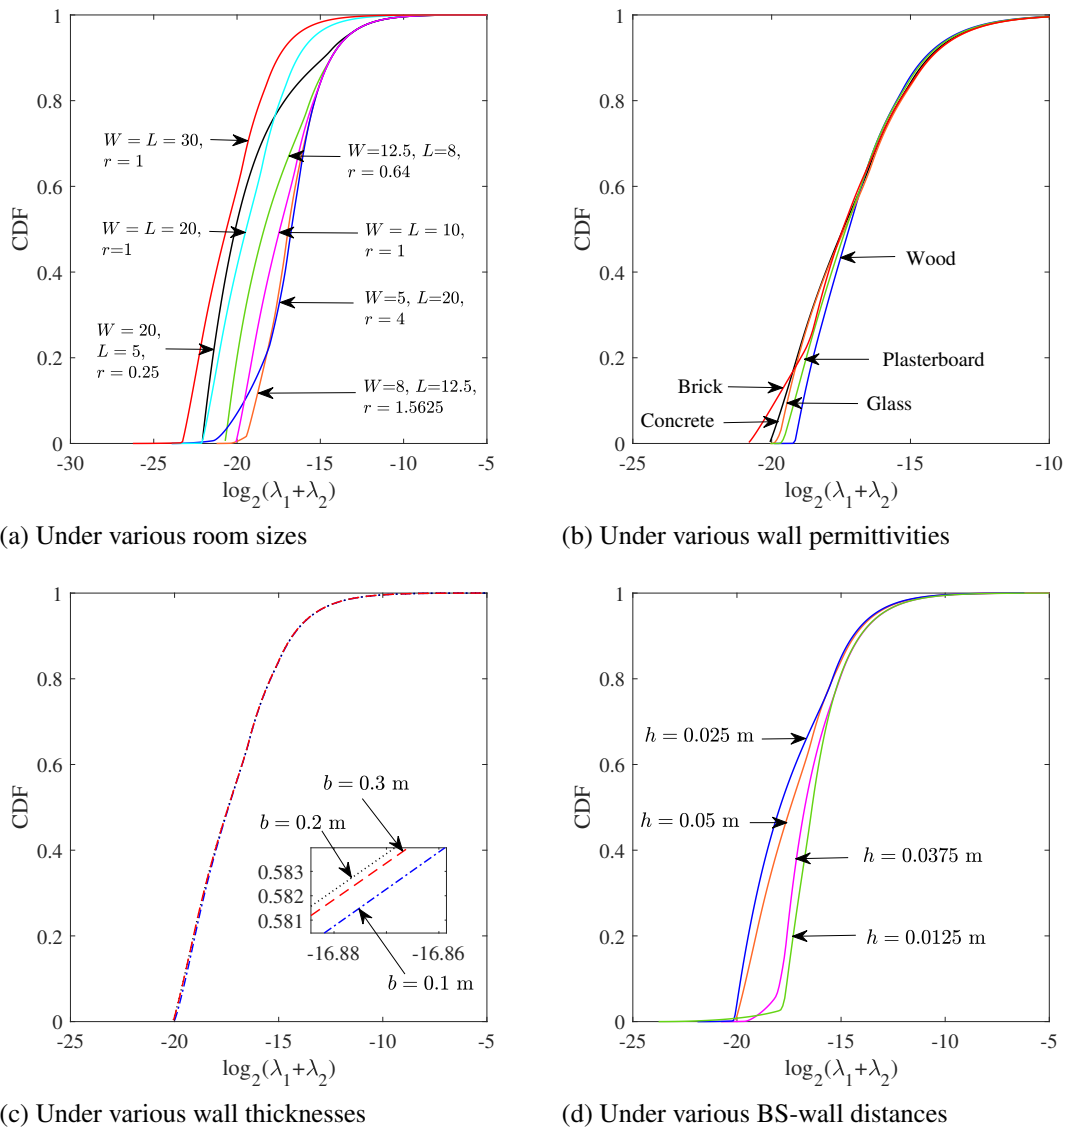 1
0.8
0.6
0.4
0.2
0
CDF
-30
-25
-20
-15
-10
-5
log₂(λ₁+λ₂)
W = L = 30,
r = 1
W = L = 20,
r=1
W = 20,
L = 5,
r = 0.25
W=12.5, L=8,
r = 0.64
W = L = 10,
r = 1
W=5, L=20,
r = 4
W=8, L=12.5,
r = 1.5625
(a) Under various room sizes
1
0.8
0.6
0.4
0.2
0
CDF
-25
-20
-15
-10
log₂(λ₁+λ₂)
Wood
Plasterboard
Brick
Glass
Concrete
(b) Under various wall permittivities
1
0.8
0.6
0.4
0.2
0
CDF
-25
-20
-15
-10
-5
log₂(λ₁+λ₂)
b = 0.3 m
b = 0.2 m
0.583
0.582
0.581
-16.88
-16.86
b = 0.1 m
(c) Under various wall thicknesses
1
0.8
0.6
0.4
0.2
0
CDF
-25
-20
-15
-10
-5
log₂(λ₁+λ₂)
h = 0.025 m
h = 0.05 m
h = 0.0375 m
h = 0.0125 m
(d) Under various BS-wall distances